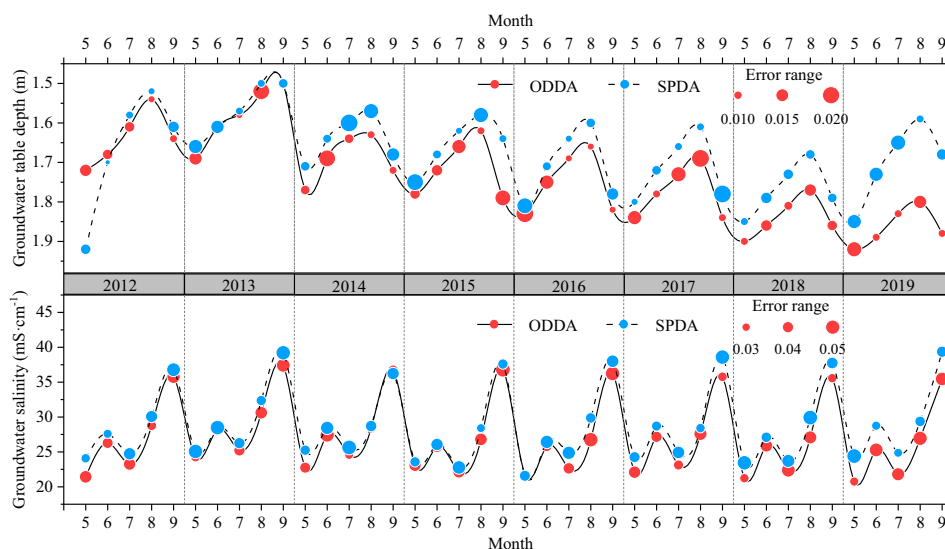 Month
5 6 7 8 9 5 6 7 8 9 5 6 7 8 9 5 6 7 8 9 5 6 7 8 9 5 6 7 8 9 5 6 7 8 9 5 6 7 8 9
Groundwater table depth (m)
1.5
1.6
1.7
1.8
1.9
ODDA
SPDA
Error range
0.010 0.015 0.020
2012 2013 2014 2015 2016 2017 2018 2019
Groundwater salinity (mS·cm⁻¹)
45
40
35
30
25
20
ODDA
SPDA
Error range
0.03 0.04 0.05
5 6 7 8 9 5 6 7 8 9 5 6 7 8 9 5 6 7 8 9 5 6 7 8 9 5 6 7 8 9 5 6 7 8 9 5 6 7 8 9
Month